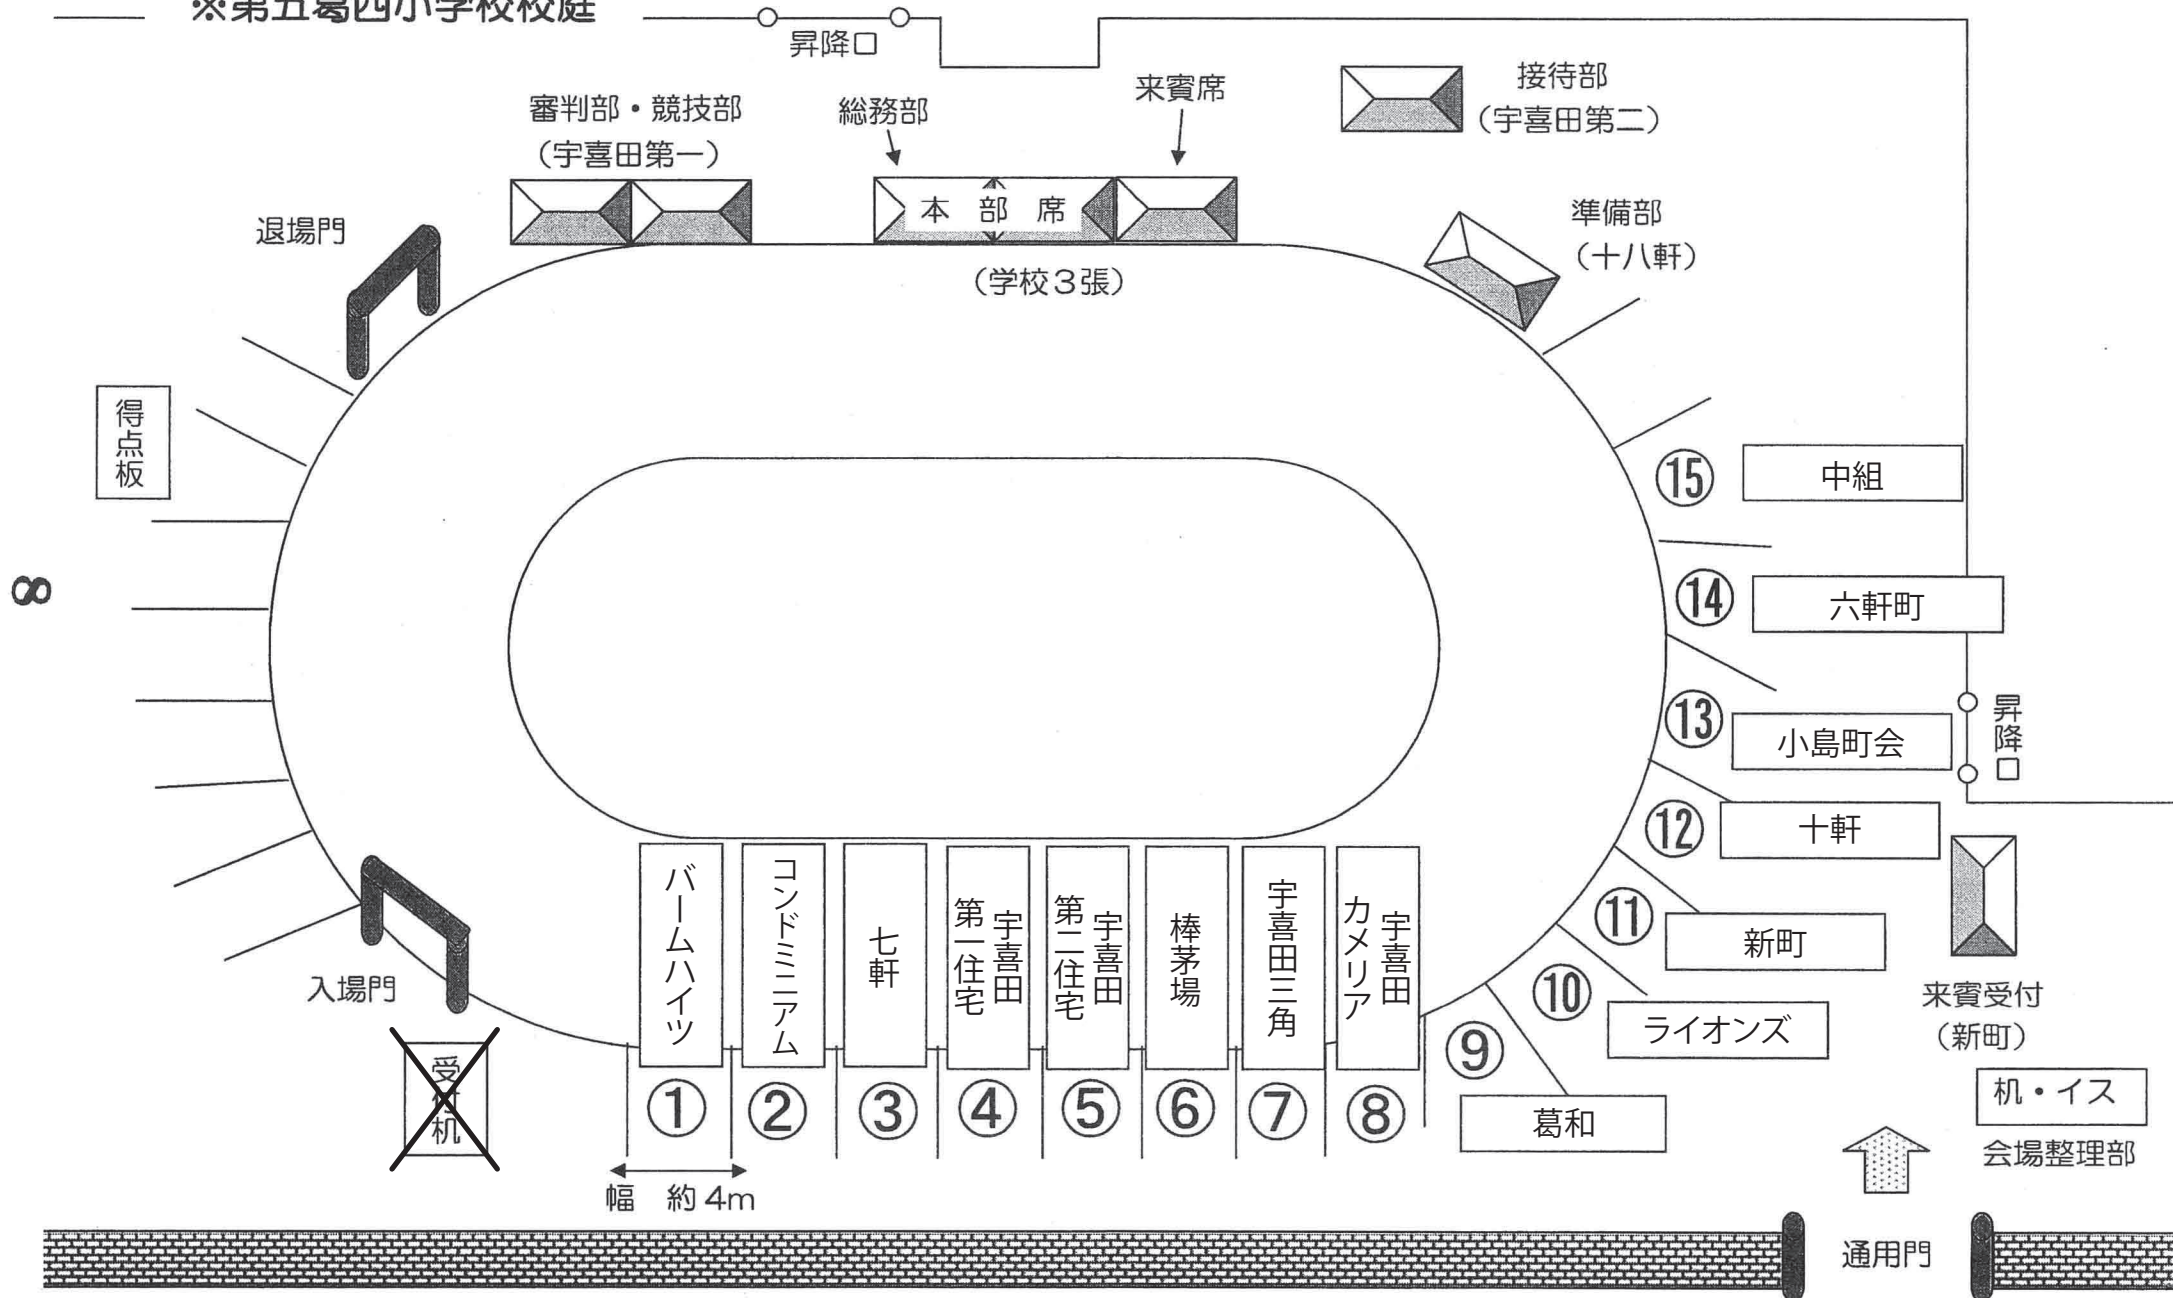 ※第五葛西小学校校庭
昇降口
審判部・競技部
（宇喜田第一）
総務部
来賓席
接待部
（宇喜田第二）
本部席
（学校３張）
準備部
（十八軒）
退場門
得点板
8
⑮
中組
⑭
六軒町
⑬
小島町会
昇降口
⑫
十軒
⑪
新町
⑩
ライオンズ
⑨
葛和
バームハイツ
コンドミニアム
七軒
宇喜田
第一住宅
宇喜田
第二住宅
棒茅場
宇喜田三角
宇喜田
カメリア
①
②
③
④
⑤
⑥
⑦
⑧
入場門
受付机
幅　約４m
来賓受付
（新町）
机・イス
会場整理部
通用門